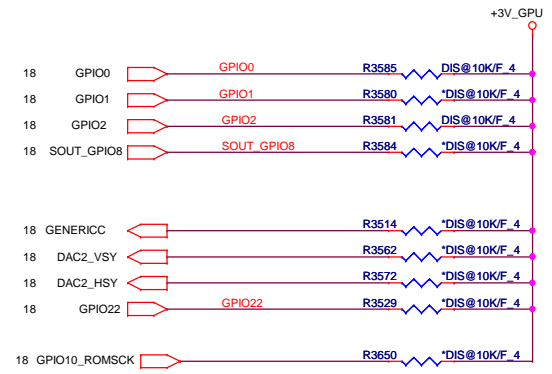 +3V_GPU
18 GPIO0 GPIO0 R3585 DIS@10K/F_4
18 GPIO1 GPIO1 R3580 *DIS@10K/F_4
18 GPIO2 GPIO2 R3581 DIS@10K/F_4
18 SOUT_GPIO8 SOUT_GPIO8 R3584 *DIS@10K/F_4
18 GENERICC R3514 *DIS@10K/F_4
18 DAC2_VSY R3562 *DIS@10K/F_4
18 DAC2_HSY R3572 *DIS@10K/F_4
18 GPIO22 GPIO22 R3529 *DIS@10K/F_4
18 GPIO10_ROMSCK R3650 *DIS@10K/F_4